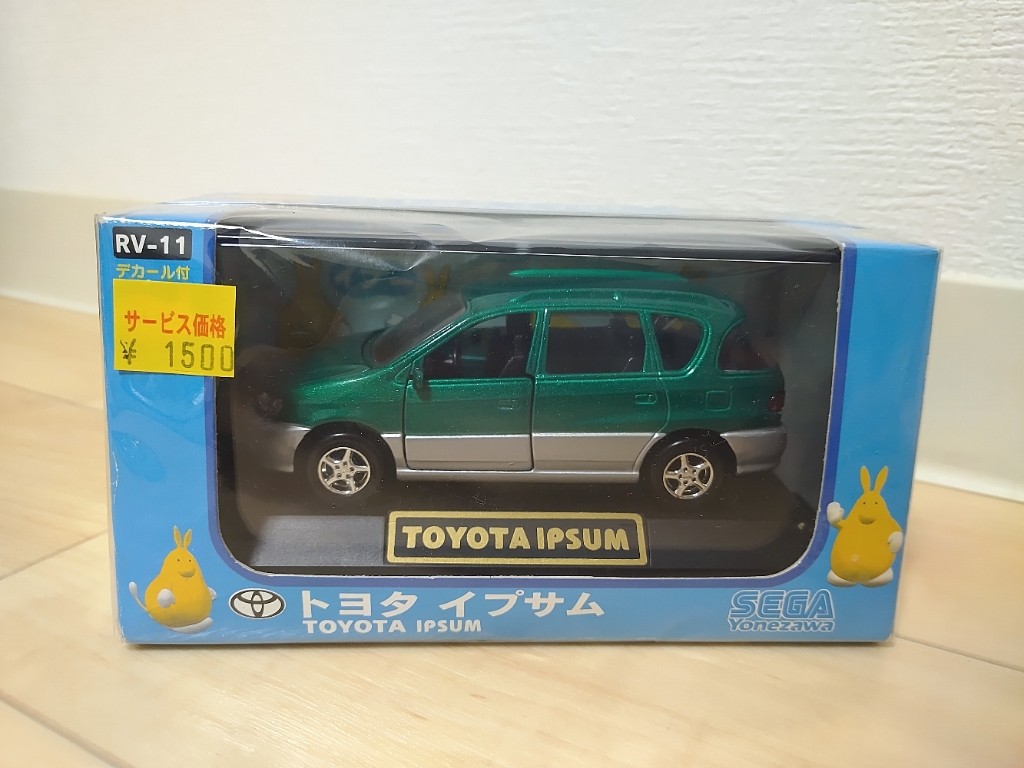 RV-11
デカール付
サービス価格
¥ 1500
TOYOTA IPSUM
トヨタ イプサム
TOYOTA IPSUM
SEGA
Yonezawa